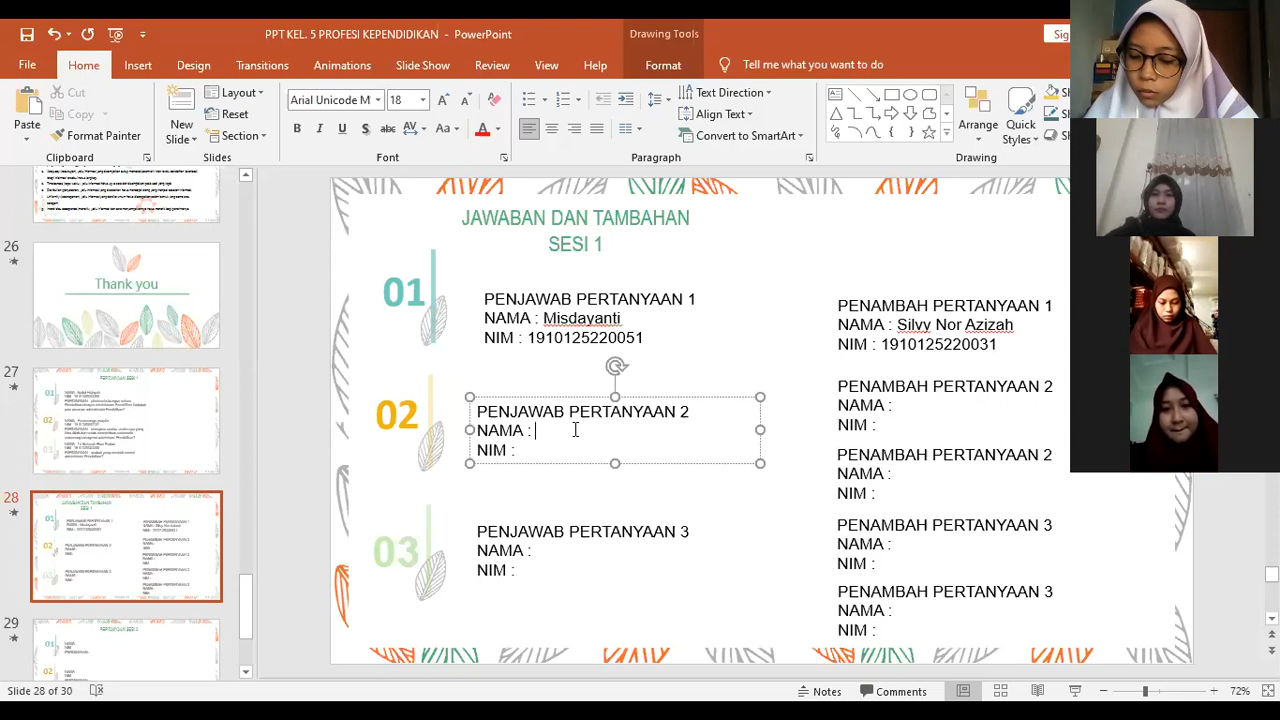 PPT KEL. 5 PROFESI KEPENDIDIKAN - PowerPoint
Drawing Tools
File Home Insert Design Transitions Animations Slide Show Review View Help Format Tell me what you want to do
Paste
Cut
Copy
Format Painter
Clipboard
New Slide
Layout
Reset
Section
Slides
Arial Unicode M 18
Font
Text Direction
Align Text
Convert to SmartArt
Paragraph
Arrange
Quick Styles
Drawing
26
Thank you
27
28
29
JAWABAN DAN TAMBAHAN
SESI 1
01
PENJAWAB PERTANYAAN 1
NAMA : Misdayanti
NIM : 1910125220051
02
PENJAWAB PERTANYAAN 2
NAMA :
NIM :
PENJAWAB PERTANYAAN 3
NAMA :
NIM :
PENAMBAH PERTANYAAN 1
NAMA : Silvy Nor Azizah
NIM : 1910125220031
PENAMBAH PERTANYAAN 2
NAMA :
NIM :
PENAMBAH PERTANYAAN 2
NAMA :
NIM :
PENAMBAH PERTANYAAN 3
NAMA :
NIM :
PENAMBAH PERTANYAAN 3
NAMA :
NIM :
Slide 28 of 30
Notes
Comments
72%